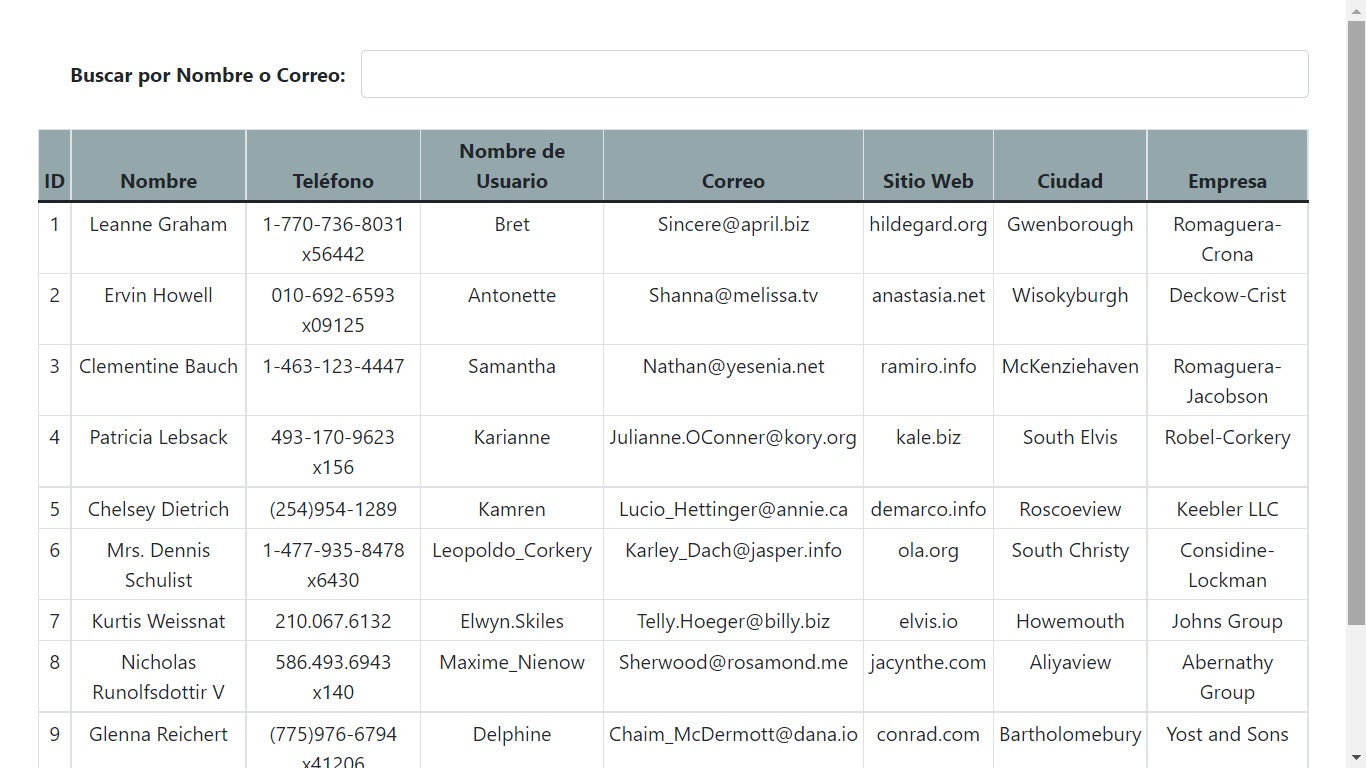 Buscar por Nombre o Correo:
ID Nombre Teléfono Nombre de Usuario Correo Sitio Web Ciudad Empresa
1 Leanne Graham 1-770-736-8031 x56442 Bret Sincere@april.biz hildegard.org Gwenborough Romaguera-Crona
2 Ervin Howell 010-692-6593 x09125 Antonette Shanna@melissa.tv anastasia.net Wisokyburgh Deckow-Crist
3 Clementine Bauch 1-463-123-4447 Samantha Nathan@yesenia.net ramiro.info McKenziehaven Romaguera-Jacobson
4 Patricia Lebsack 493-170-9623 x156 Karianne Julianne.OConner@kory.org kale.biz South Elvis Robel-Corkery
5 Chelsey Dietrich (254)954-1289 Kamren Lucio_Hettinger@annie.ca demarco.info Roscoeview Keebler LLC
6 Mrs. Dennis Schulist 1-477-935-8478 x6430 Leopoldo_Corkery Karley_Dach@jasper.info ola.org South Christy Considine-Lockman
7 Kurtis Weissnat 210.067.6132 Elwyn.Skiles Telly.Hoeger@billy.biz elvis.io Howemouth Johns Group
8 Nicholas Runolfsdottir V 586.493.6943 x140 Maxime_Nienow Sherwood@rosamond.me jacynthe.com Aliyaview Abernathy Group
9 Glenna Reichert (775)976-6794 x41206 Delphine Chaim_McDermott@dana.io conrad.com Bartholomebury Yost and Sons